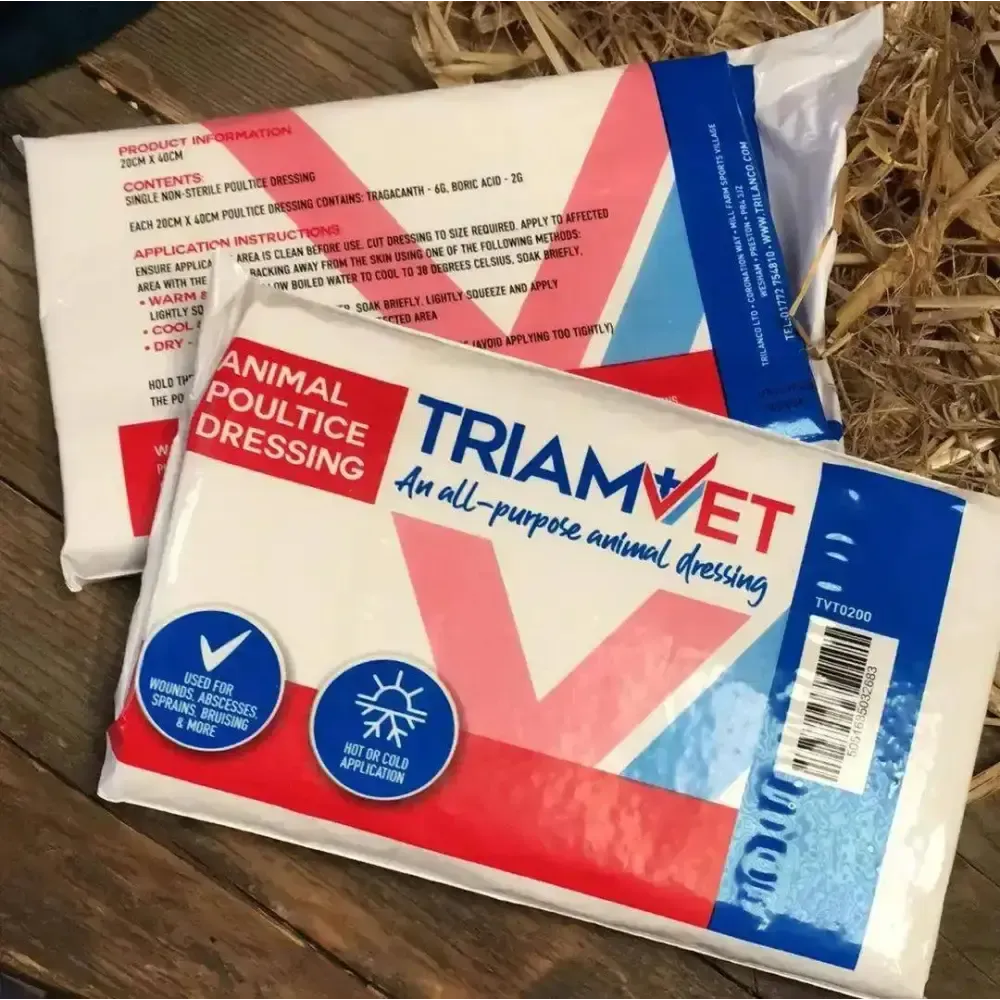 PRODUCT INFORMATION
20CM X 40CM
CONTENTS:
SINGLE NON-STERILE POULTICE DRESSING
EACH 20CM X 40CM POULTICE DRESSING CONTAINS: TRAGACANTH - 6G, BORIC ACID - 2G
APPLICATION INSTRUCTIONS
ENSURE AREA IS CLEAN BEFORE USE. CUT DRESSING TO SIZE REQUIRED. APPLY TO AFFECTED
AREA WITH THE BACKING AWAY FROM THE SKIN USING ONE OF THE FOLLOWING METHODS:
• WARM & BOILED WATER TO COOL TO 38 DEGREES CELSIUS, SOAK BRIEFLY,
LIGHTLY
• COOL SOAK BRIEFLY. LIGHTLY SQUEEZE AND APPLY
AREA
• DRY - (AVOID APPLYING TOO TIGHTLY)
HOLD
THE
TRILANCO LTD • CORONATION WAY • MILL FARM SPORTS VILLAGE
WESHAM • PRESTON • PR4 3JZ
TEL:01772 754810 • WWW.TRILANCO.COM
ANIMAL
POULTICE
DRESSING
TRIAMVET
An all-purpose animal dressing
USED FOR
WOUNDS, ABSCESSES,
SPRAINS, BRUISING
& MORE
HOT OR COLD
APPLICATION
TVT0200